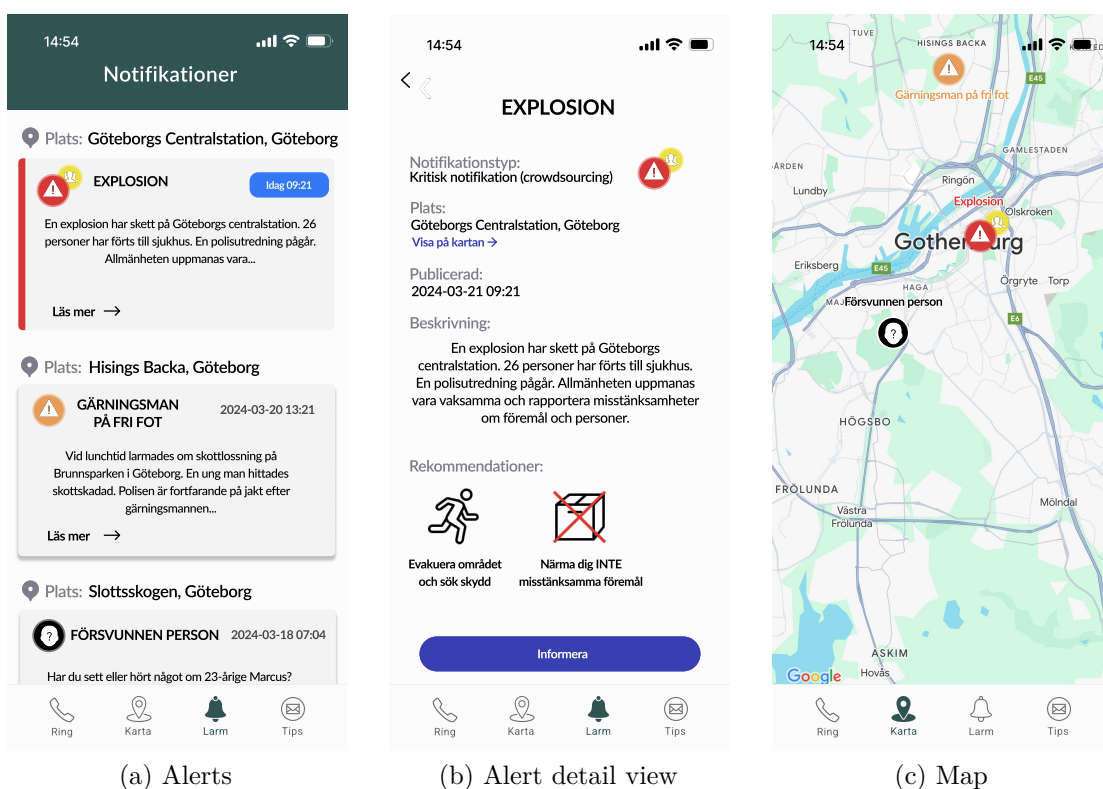 14:54
Notifikationer
Plats: Göteborgs Centralstation, Göteborg
EXPLOSION
Idag 09:21
En explosion har skett på Göteborgs centralstation. 26
personer har förts till sjukhus. En polisutredning pågår.
Allmänheten uppmanas vara...
Läs mer →
Plats: Hisings Backa, Göteborg
GÄRNINGSMAN
PÅ FRI FOT
2024-03-20 13:21
Vid lunchtid larmades om skottlossning på
Brunnsparken i Göteborg. En ung man hittades
skottskadad. Polisen är fortfarande på jakt efter
gärningsmannen...
Läs mer →
Plats: Slottsskogen, Göteborg
?
FÖRSVUNNEN PERSON
2024-03-18 07:04
Har du sett eller hört något om 23-årige Marcus?
Ring
Karta
Larm
Tips
(a) Alerts
14:54
EXPLOSION
Notifikationstyp:
Kritisk notifikation (crowdsourcing)
Plats:
Göteborgs Centralstation, Göteborg
Visa på kartan →
Publicerad:
2024-03-21 09:21
Beskrivning:
En explosion har skett på Göteborgs
centralstation. 26 personer har förts till sjukhus.
En polisutredning pågår. Allmänheten uppmanas
vara vaksamma och rapportera misstänksamheter
om föremål och personer.
Rekommendationer:
Evakuera området
och sök skydd
Närma dig INTE
misstänksamma föremål
Informera
Ring
Karta
Larm
Tips
(b) Alert detail view
14:54
TUVE
HISINGS BACKA
E45
Gärningsman på fri fot
GAMLESTADEN
Lundby
Ringön
Explosion
Olskroken
Gothenburg
Eriksberg
E45
HAGA
Örgryte
Torp
MAJ
Försvunnen person
E6
?
HÖGSBO
FRÖLUNDA
Västra
Frölunda
Mölndal
ASKIM
Google
Hovås
Ring
Karta
Larm
Tips
(c) Map